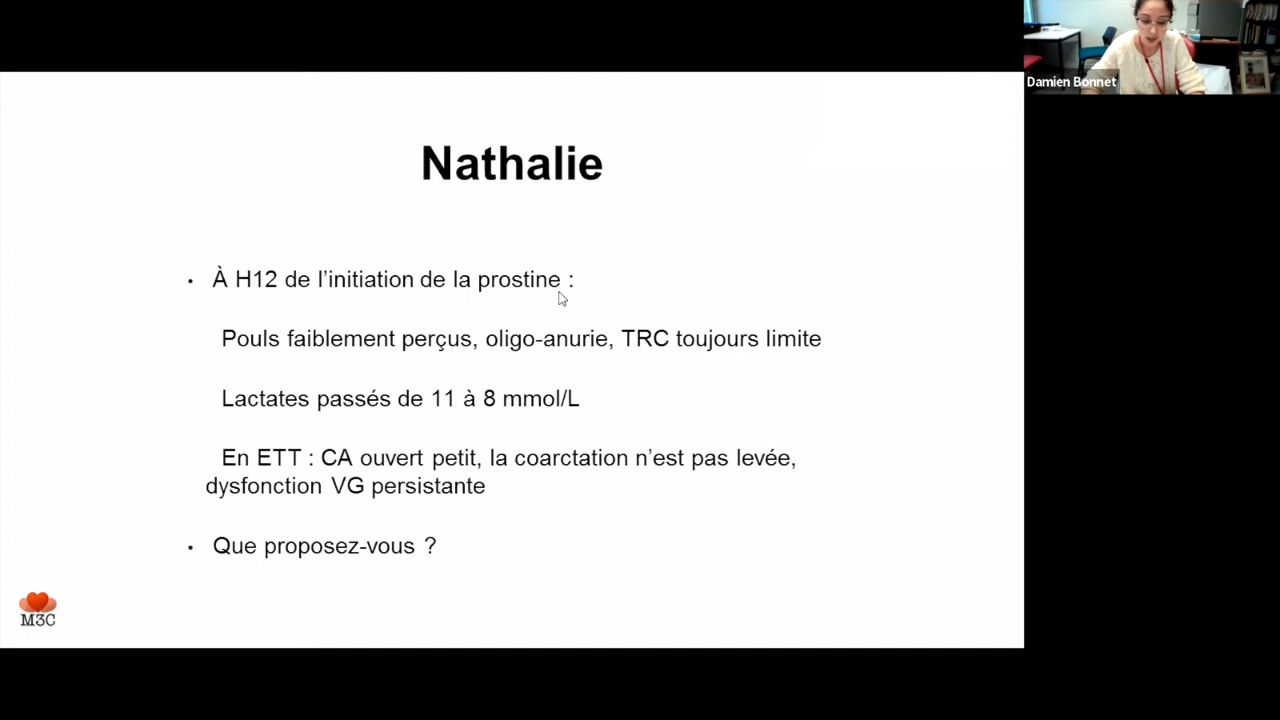 Damien Bonnet
Nathalie
• À H12 de l’initiation de la prostine :
Pouls faiblement perçus, oligo-anurie, TRC toujours limite
Lactates passés de 11 à 8 mmol/L
En ETT : CA ouvert petit, la coarctation n’est pas levée,
dysfonction VG persistante
• Que proposez-vous ?
M3C